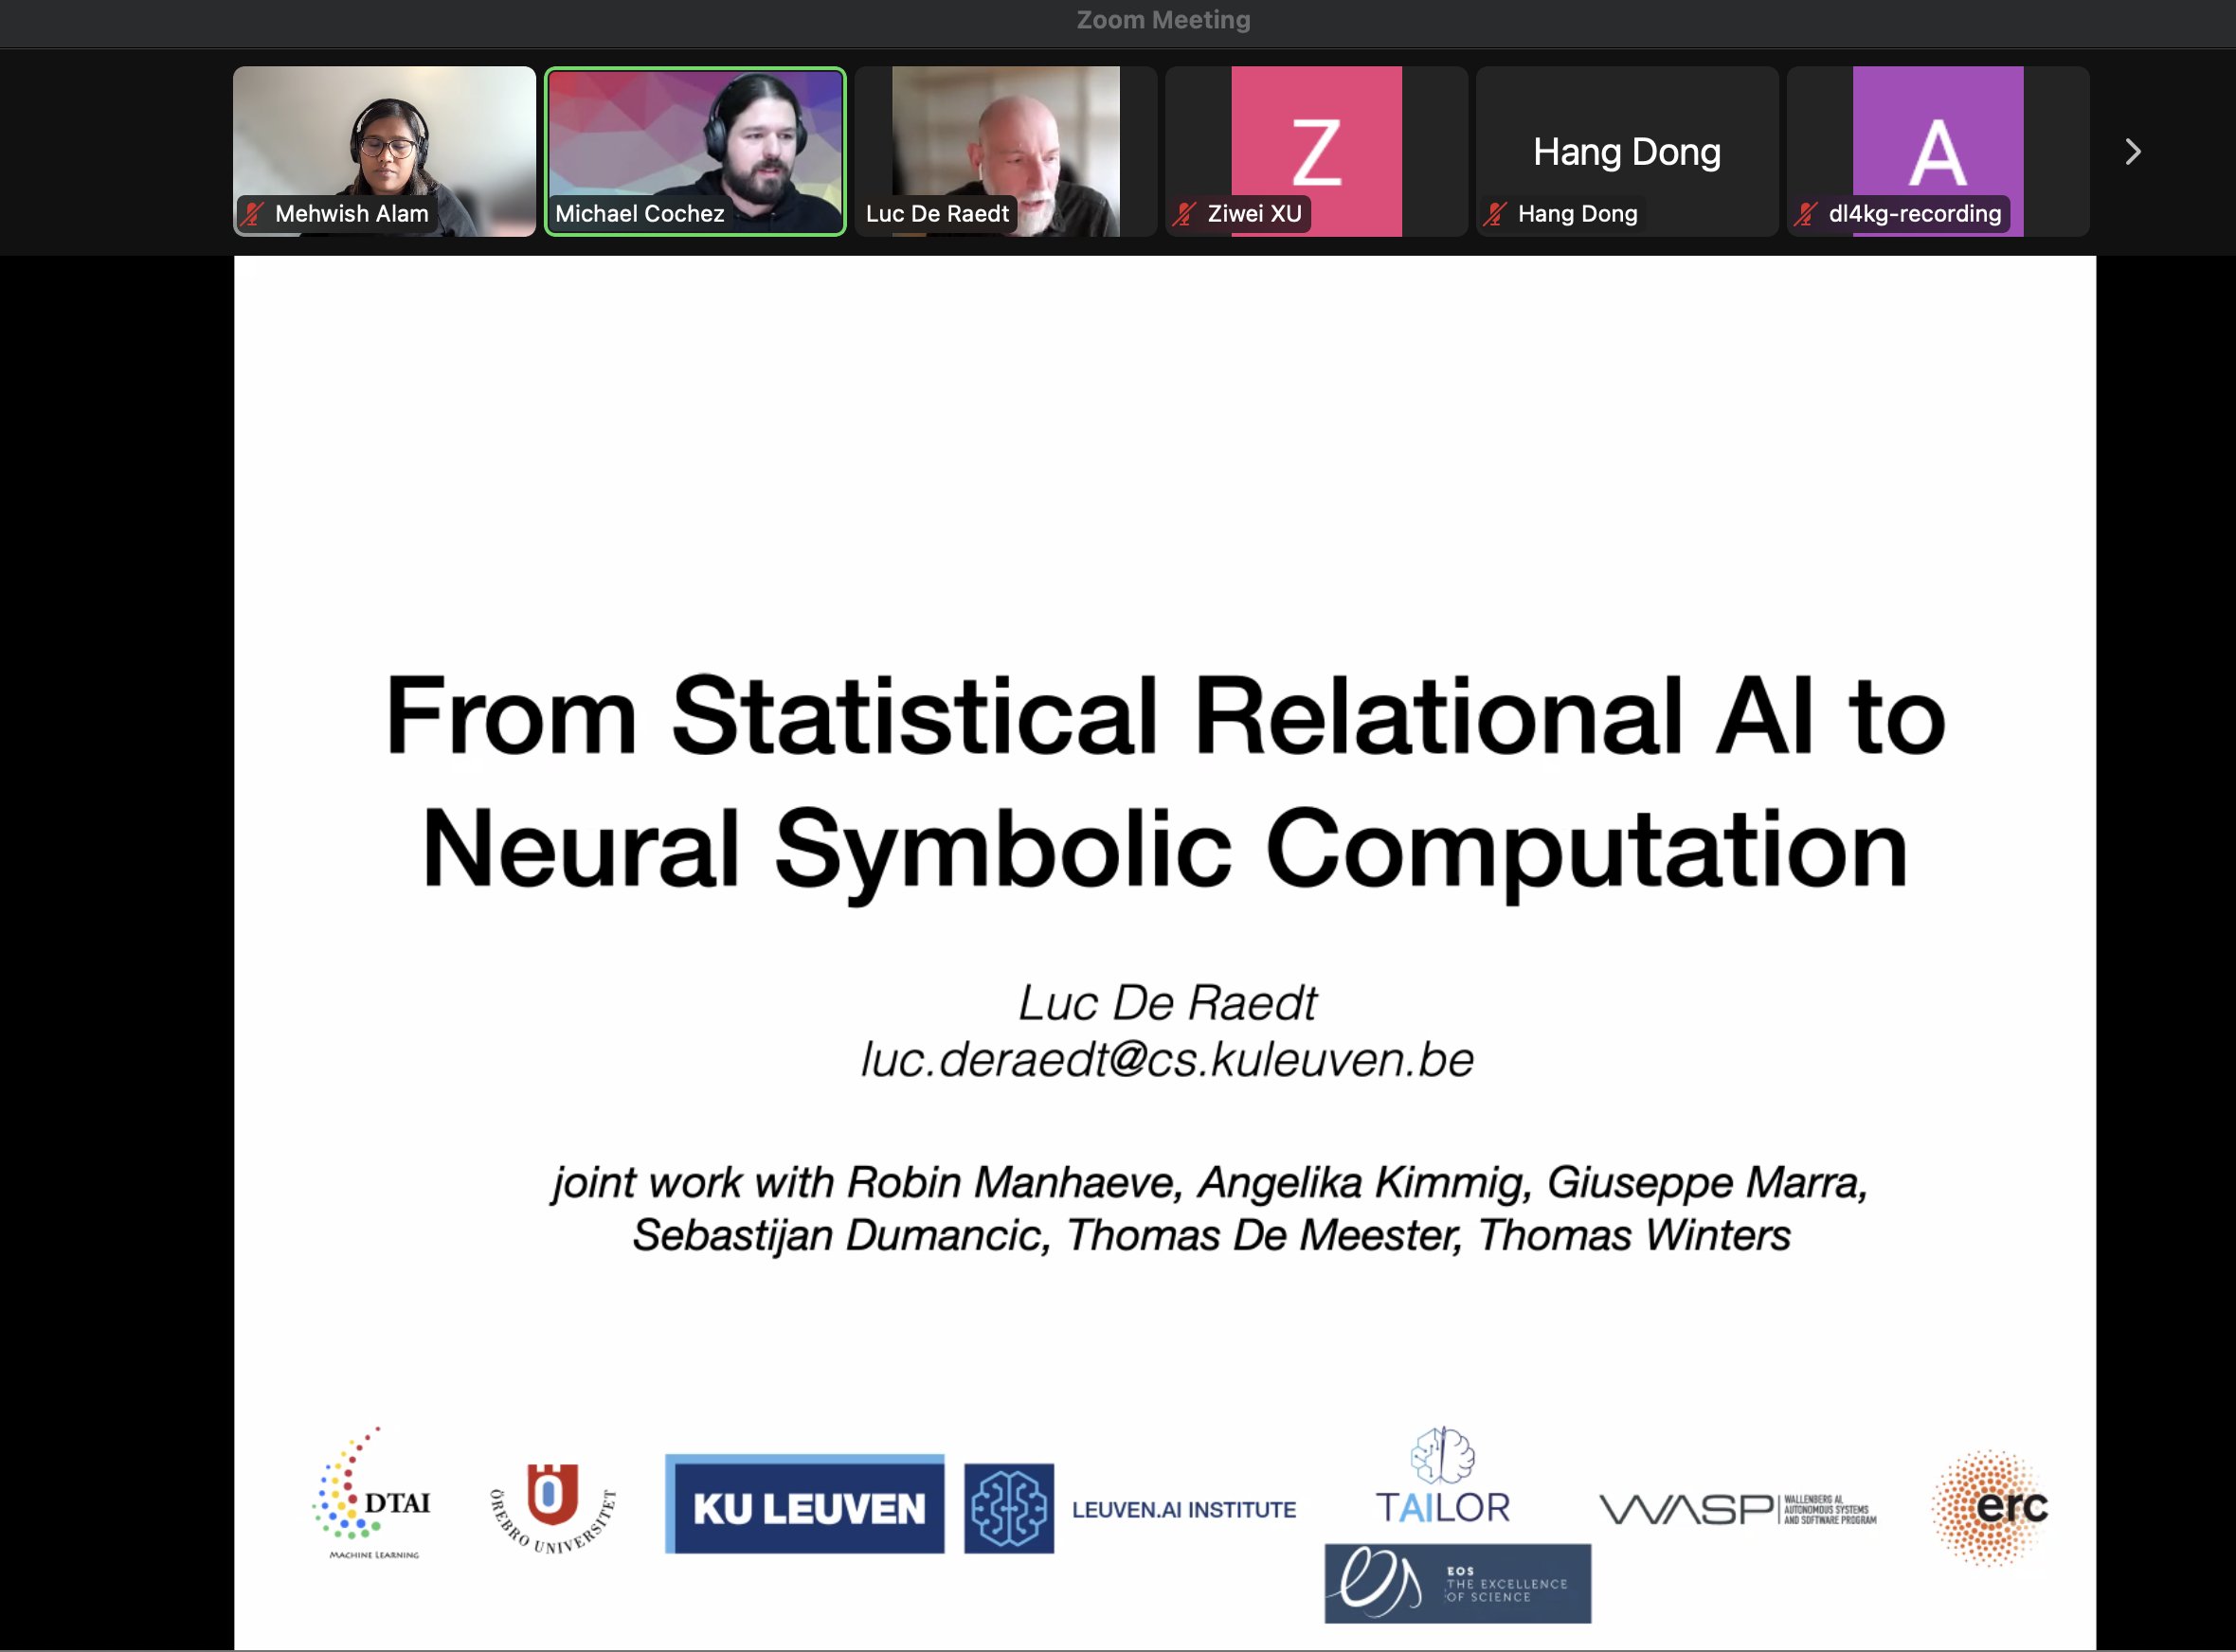 Zoom Meeting
Mehwish Alam
Michael Cochez
Luc De Raedt
Z
Ziwei XU
Hang Dong
Hang Dong
A
dl4kg-recording
From Statistical Relational AI to
Neural Symbolic Computation
Luc De Raedt
luc.deraedt@cs.kuleuven.be
joint work with Robin Manhaeve, Angelika Kimmig, Giuseppe Marra,
Sebastijan Dumancic, Thomas De Meester, Thomas Winters
DTAI
MACHINE LEARNING
ÖREBRO UNIVERSITET
KU LEUVEN
LEUVEN.AI INSTITUTE
TAILOR
WASP
WALLENBERG AI,
AUTONOMOUS SYSTEMS
AND SOFTWARE PROGRAM
erc
eos
EOS
THE EXCELLENCE
OF SCIENCE